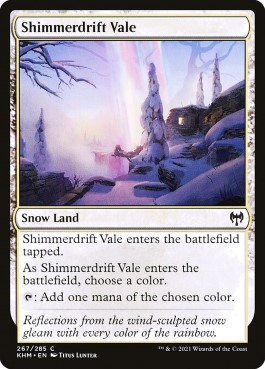 Shimmerdrift Vale
Snow Land
Shimmerdrift Vale enters the battlefield
tapped.
As Shimmerdrift Vale enters the
battlefield, choose a color.
: Add one mana of the chosen color.
Reflections from the wind-sculpted snow
gleam with every color of the rainbow.
267/285 C
KHM • EN Titus Lunter
™ & © 2021 Wizards of the Coast